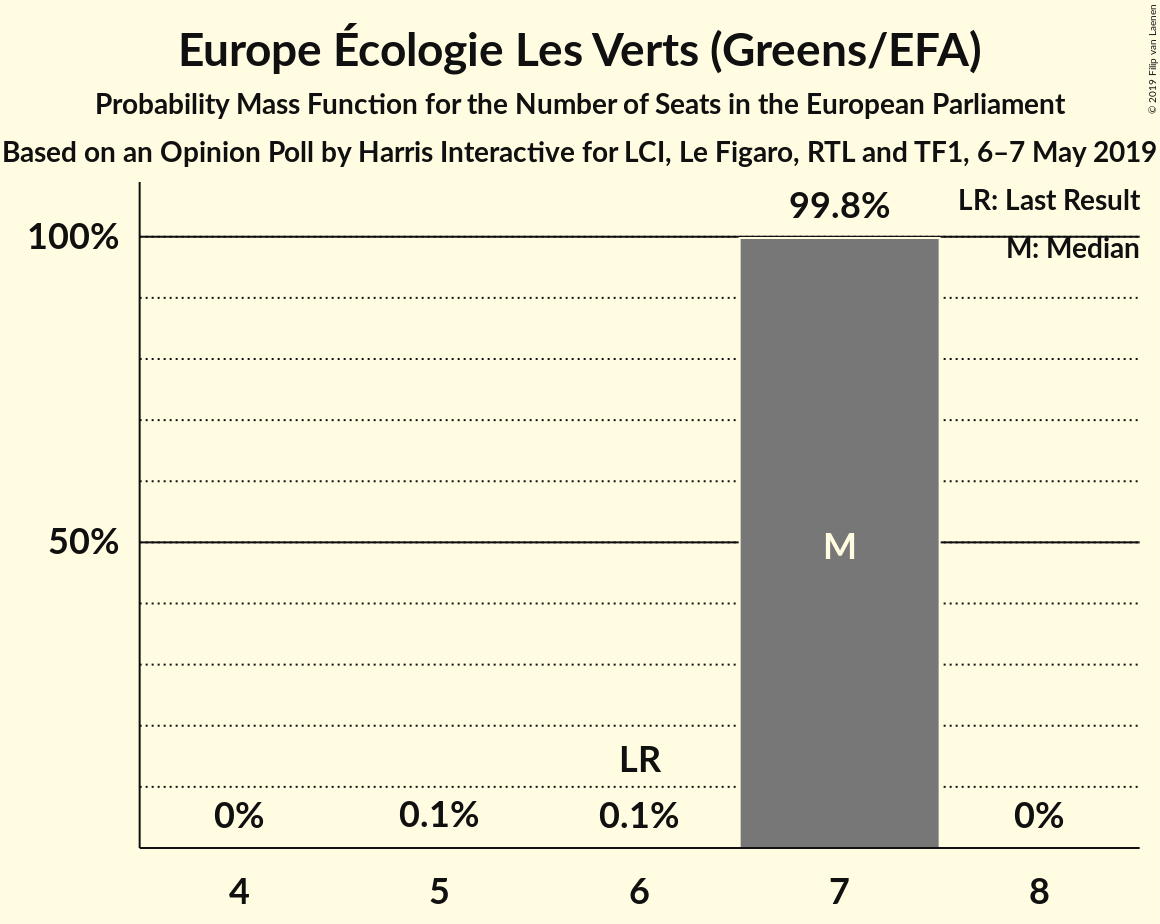 Europe Écologie Les Verts (Greens/EFA)
Probability Mass Function for the Number of Seats in the European Parliament
Based on an Opinion Poll by Harris Interactive for LCI, Le Figaro, RTL and TF1, 6–7 May 2019
© 2019 Filip van Laenen
LR: Last Result
M: Median
99.8%
100%
50%
M
LR
0%
0.1%
0.1%
0%
4
5
6
7
8